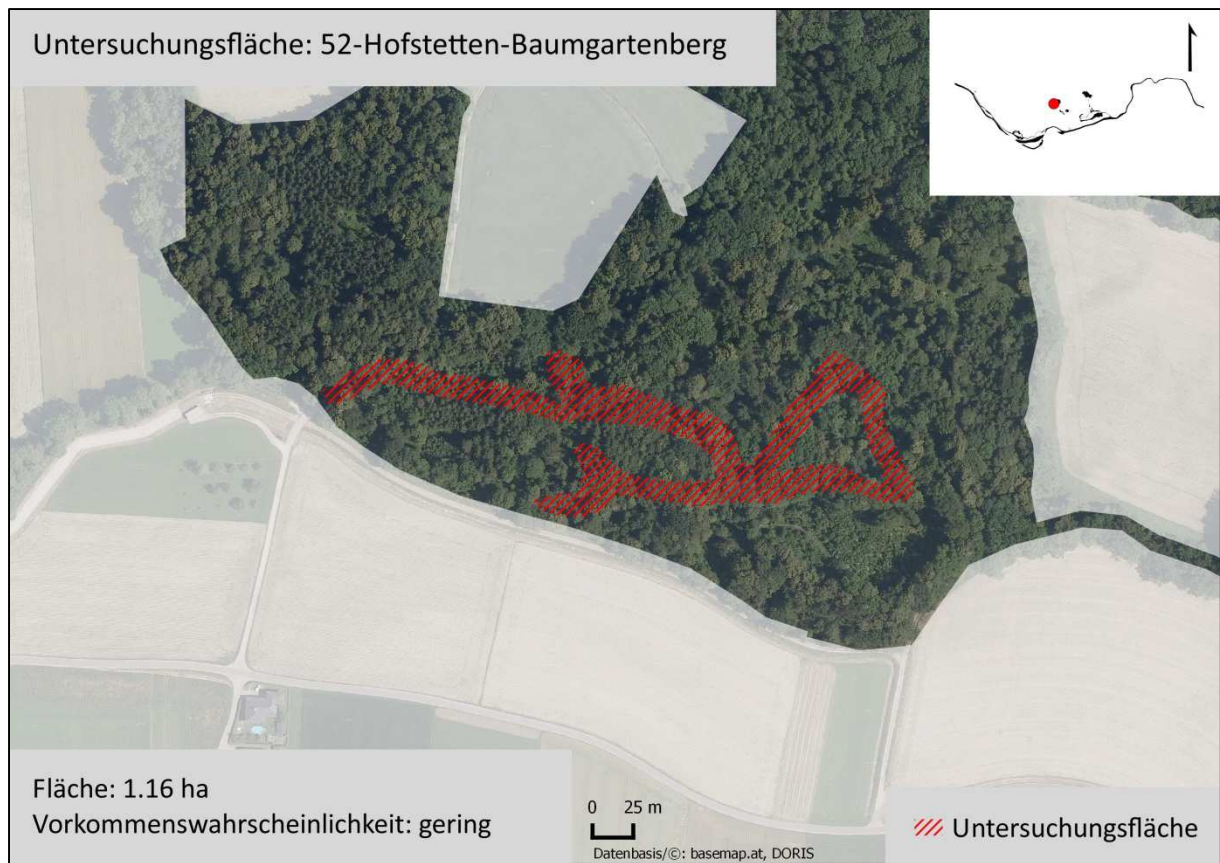 Untersuchungsfläche: 52-Hofstetten-Baumgartenberg
Fläche: 1.16 ha
Vorkommenswahrscheinlichkeit: gering
0 25 m
Datenbasis/©: basemap.at, DORIS
Untersuchungsfläche